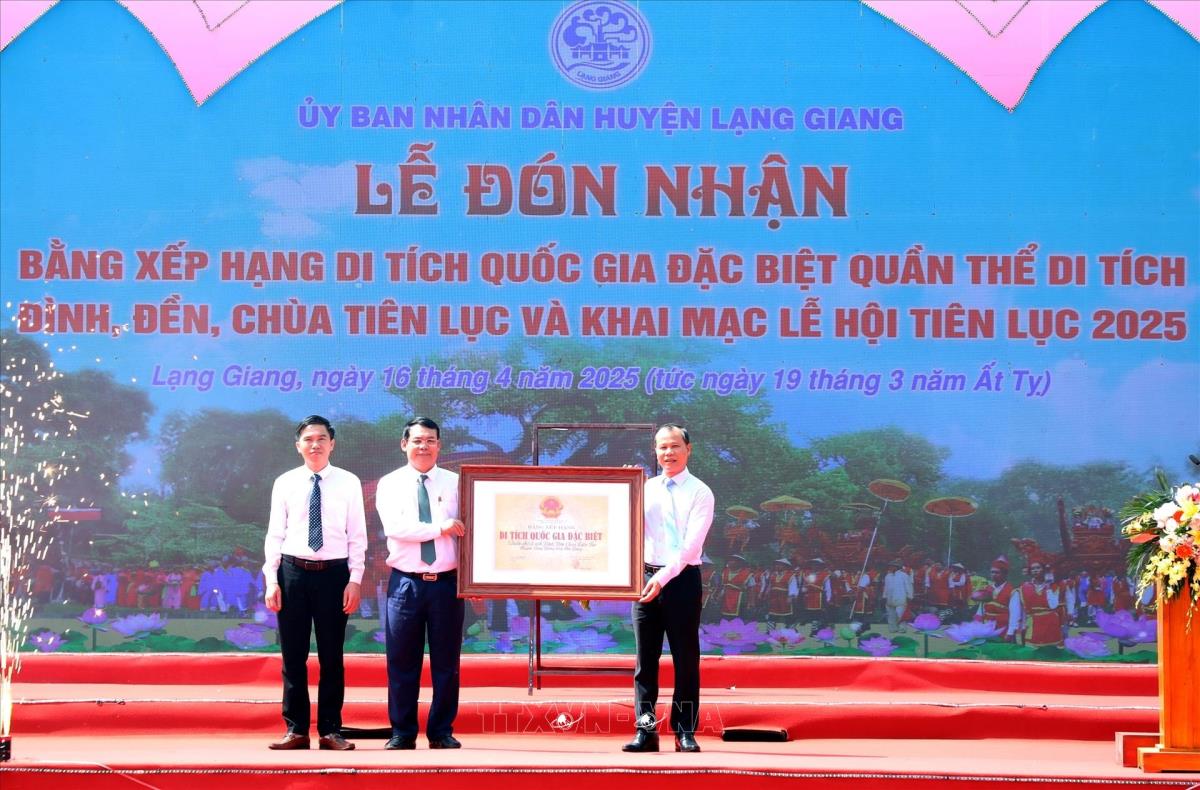 LẠNG GIANG
ỦY BAN NHÂN DÂN HUYỆN LẠNG GIANG
LỄ ĐÓN NHẬN
BẰNG XẾP HẠNG DI TÍCH QUỐC GIA ĐẶC BIỆT QUẦN THỂ DI TÍCH
ĐÌNH, ĐỀN, CHÙA TIÊN LỤC VÀ KHAI MẠC LỄ HỘI TIÊN LỤC 2025
Lạng Giang, ngày 16 tháng 4 năm 2025 (tức ngày 19 tháng 3 năm Ất Tỵ)
BẰNG XẾP HẠNG
DI TÍCH QUỐC GIA ĐẶC BIỆT